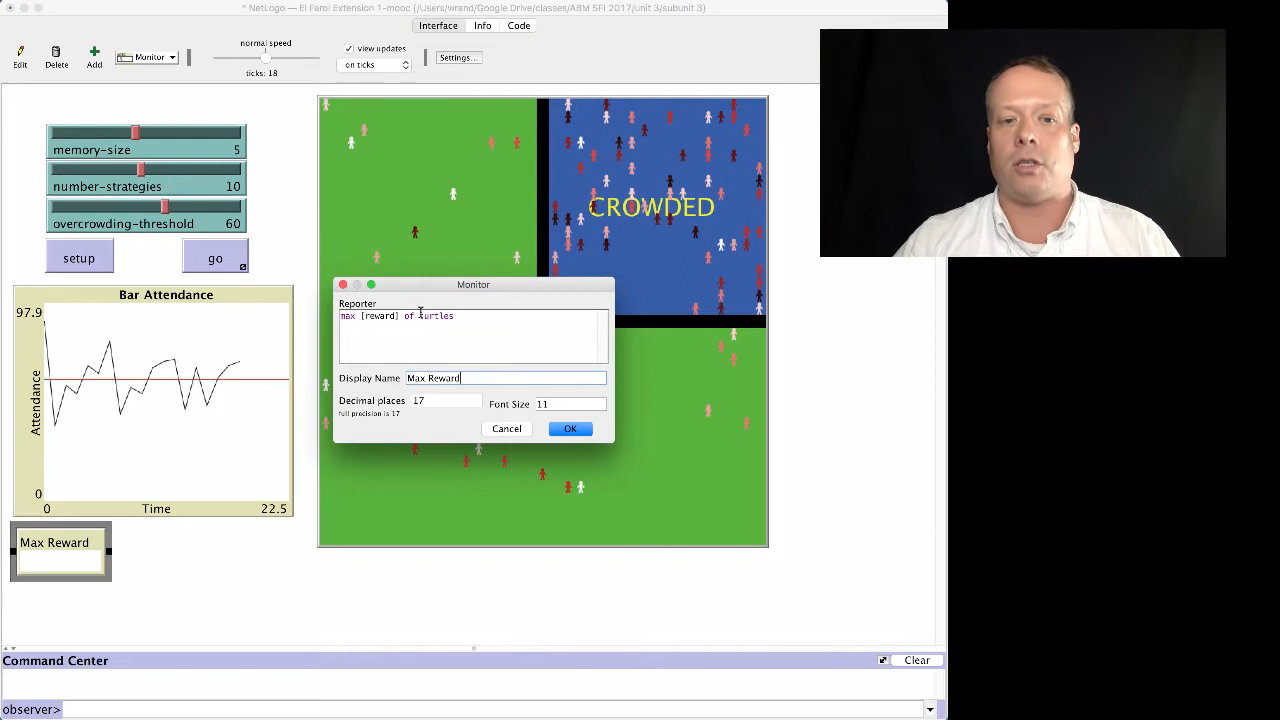 * NetLogo — El Farol Extension 1-mooc {/Users/wrand/Google Drive/classes/ABM SFI 2017/unit 3/subunit 3}
Interface Info Code
Edit Delete Add Monitor
normal speed
ticks: 18
view updates
on ticks
Settings...
memory-size 5
number-strategies 10
overcrowding-threshold 60
setup go
Bar Attendance
97.9
Attendance
0
0 Time 22.5
Max Reward
CROWDED
Monitor
Reporter
max [reward] of turtles
Display Name Max Reward
Decimal places 17 Font Size 11
full precision is 17
Cancel OK
Command Center Clear
observer>